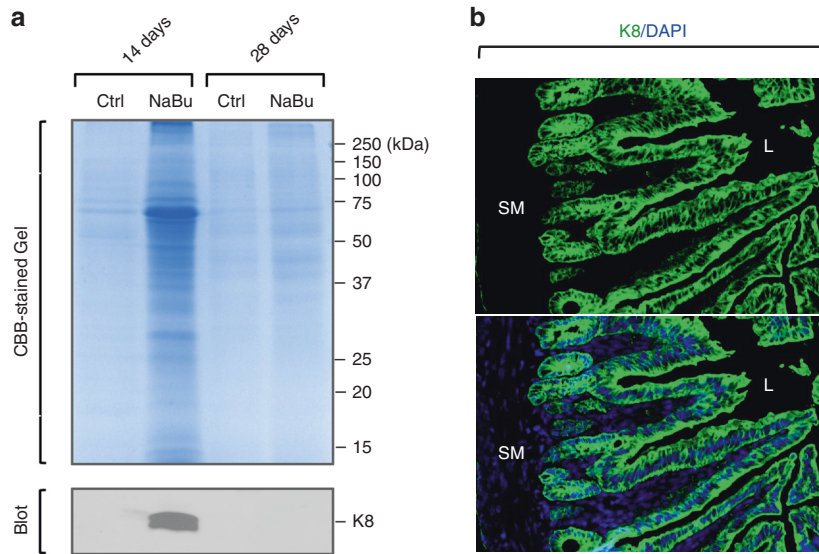 a
14 days
28 days
Ctrl
NaBu
Ctrl
NaBu
250 (kDa)
150
100
75
50
37
25
20
15
CBB-stained Gel
Blot
K8
b
K8/DAPI
L
SM
L
SM